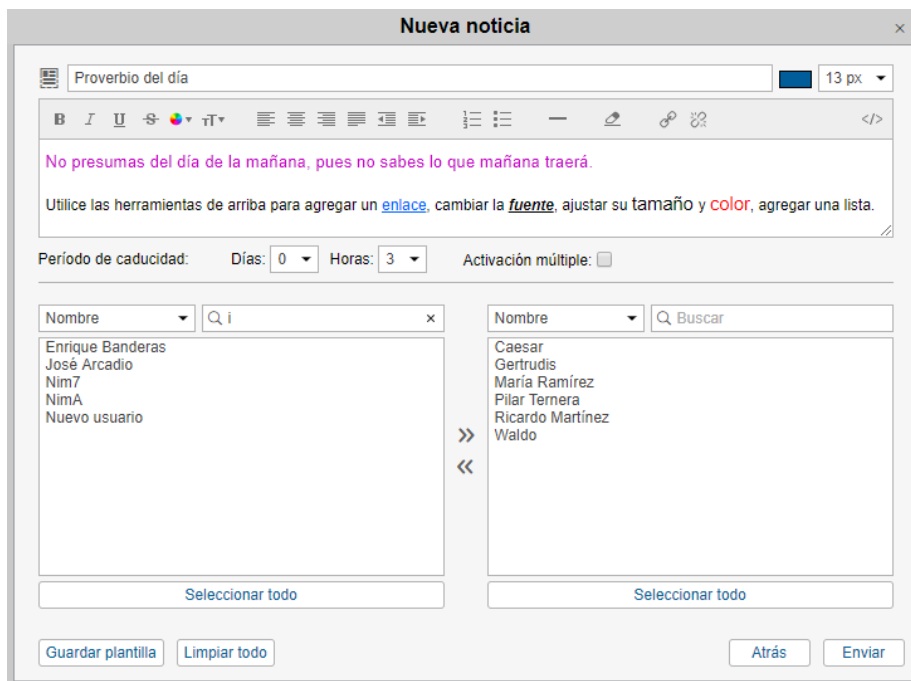 Nueva noticia ×
Proverbio del día 13 px
B I U S тT </>
No presumas del día de la mañana, pues no sabes lo que mañana traerá.
Utilice las herramientas de arriba para agregar un enlace, cambiar la fuente, ajustar su tamaño y color, agregar una lista.
Período de caducidad: Días: 0 Horas: 3 Activación múltiple:
Nombre i × Nombre Buscar
Enrique Banderas
José Arcadio
Nim7
NimA
Nuevo usuario
Caesar
Gertrudis
María Ramírez
Pilar Ternera
Ricardo Martínez
Waldo
»
«
Seleccionar todo Seleccionar todo
Guardar plantilla Limpiar todo Atrás Enviar